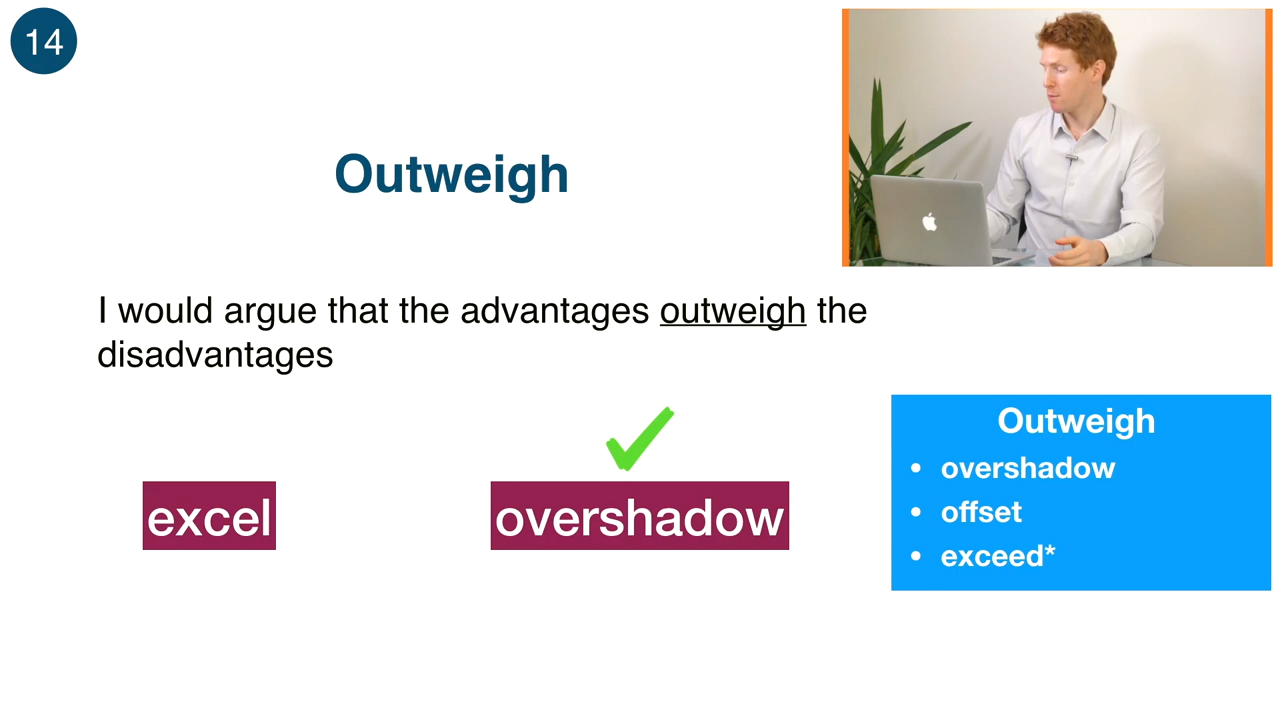 14
Outweigh
I would argue that the advantages outweigh the
disadvantages
excel
overshadow
Outweigh
• overshadow
• offset
• exceed*